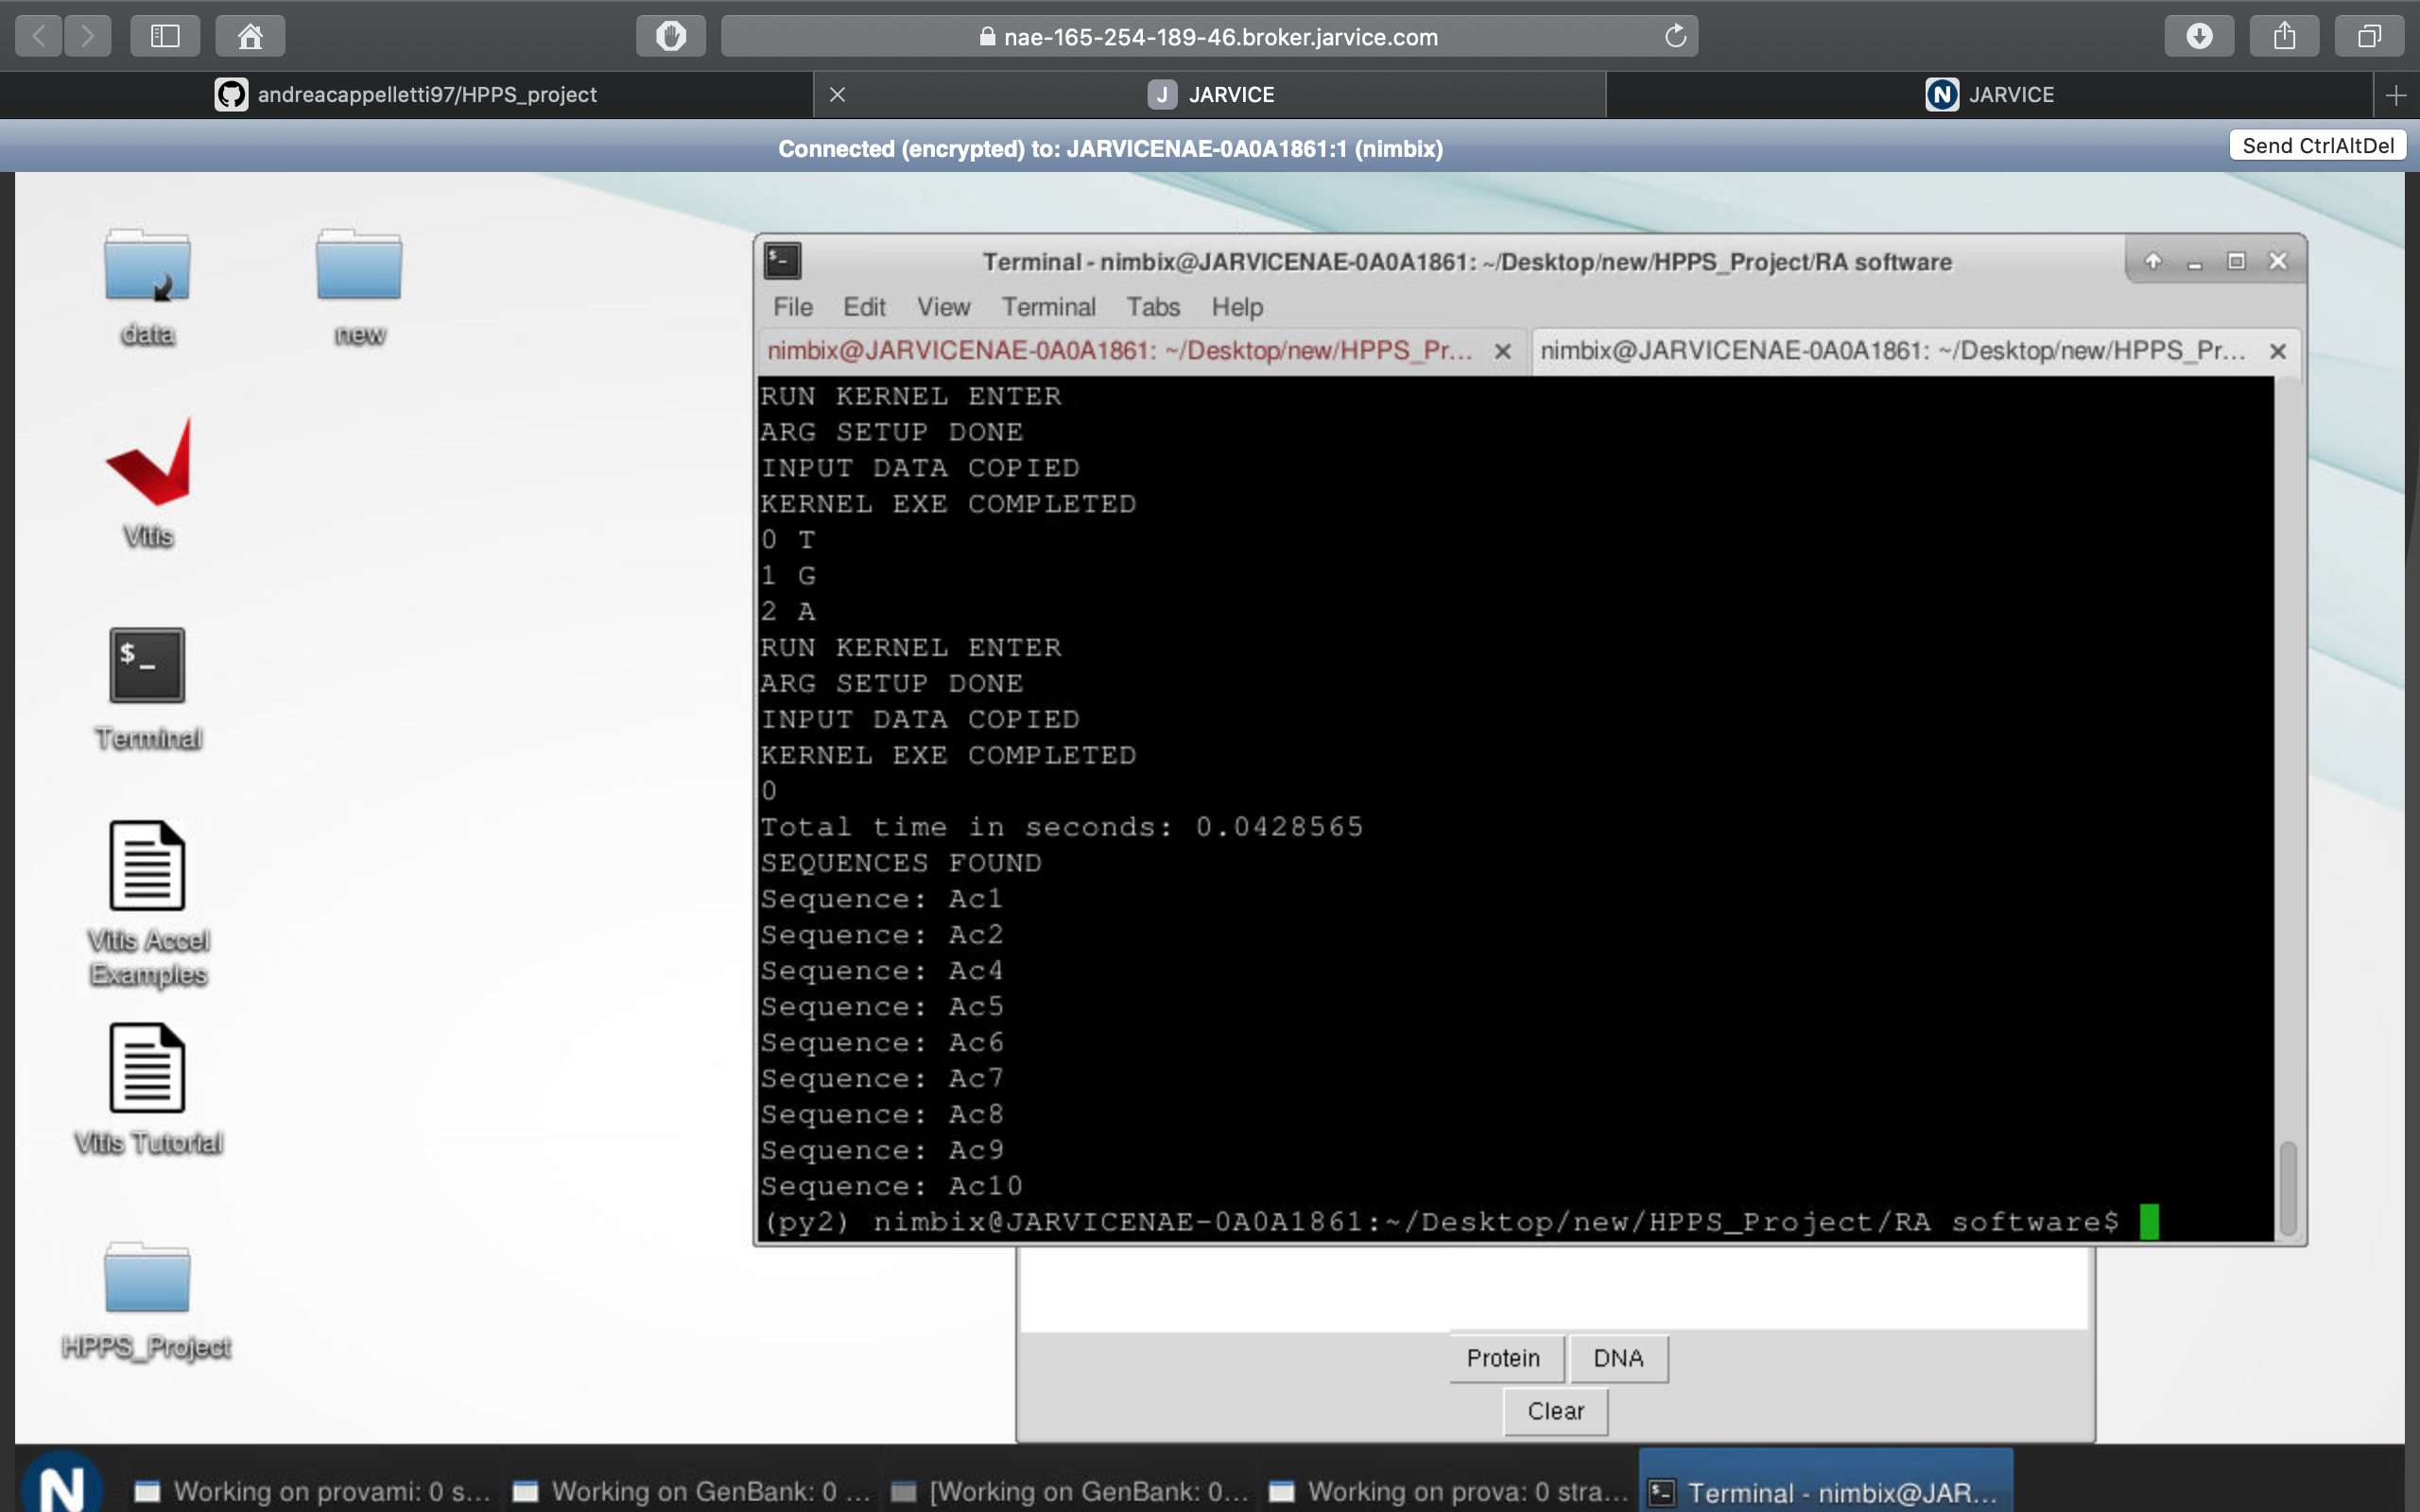 nae-165-254-189-46.broker.jarvice.com
andreacappelletti97/HPPS_project
J JARVICE
N JARVICE
Connected (encrypted) to: JARVICENAE-0A0A1861:1 (nimbix)
Send CtrlAltDel
data
new
Vitis
$_
Terminal
Vitis Accel
Examples
Vitis Tutorial
HPPS_Project
Terminal - nimbix@JARVICENAE-0A0A1861: ~/Desktop/new/HPPS_Project/RA software
File Edit View Terminal Tabs Help
nimbix@JARVICENAE-0A0A1861: ~/Desktop/new/HPPS_Pr...
nimbix@JARVICENAE-0A0A1861: ~/Desktop/new/HPPS_Pr...
RUN KERNEL ENTER
ARG SETUP DONE
INPUT DATA COPIED
KERNEL EXE COMPLETED
0 T
1 G
2 A
RUN KERNEL ENTER
ARG SETUP DONE
INPUT DATA COPIED
KERNEL EXE COMPLETED
0
Total time in seconds: 0.0428565
SEQUENCES FOUND
Sequence: Ac1
Sequence: Ac2
Sequence: Ac4
Sequence: Ac5
Sequence: Ac6
Sequence: Ac7
Sequence: Ac8
Sequence: Ac9
Sequence: Ac10
(py2) nimbix@JARVICENAE-0A0A1861:~/Desktop/new/HPPS_Project/RA software$
Protein DNA
Clear
N
Working on provami: 0 s...
Working on GenBank: 0 ...
[Working on GenBank: 0...
Working on prova: 0 stra...
Terminal - nimbix@JAR...